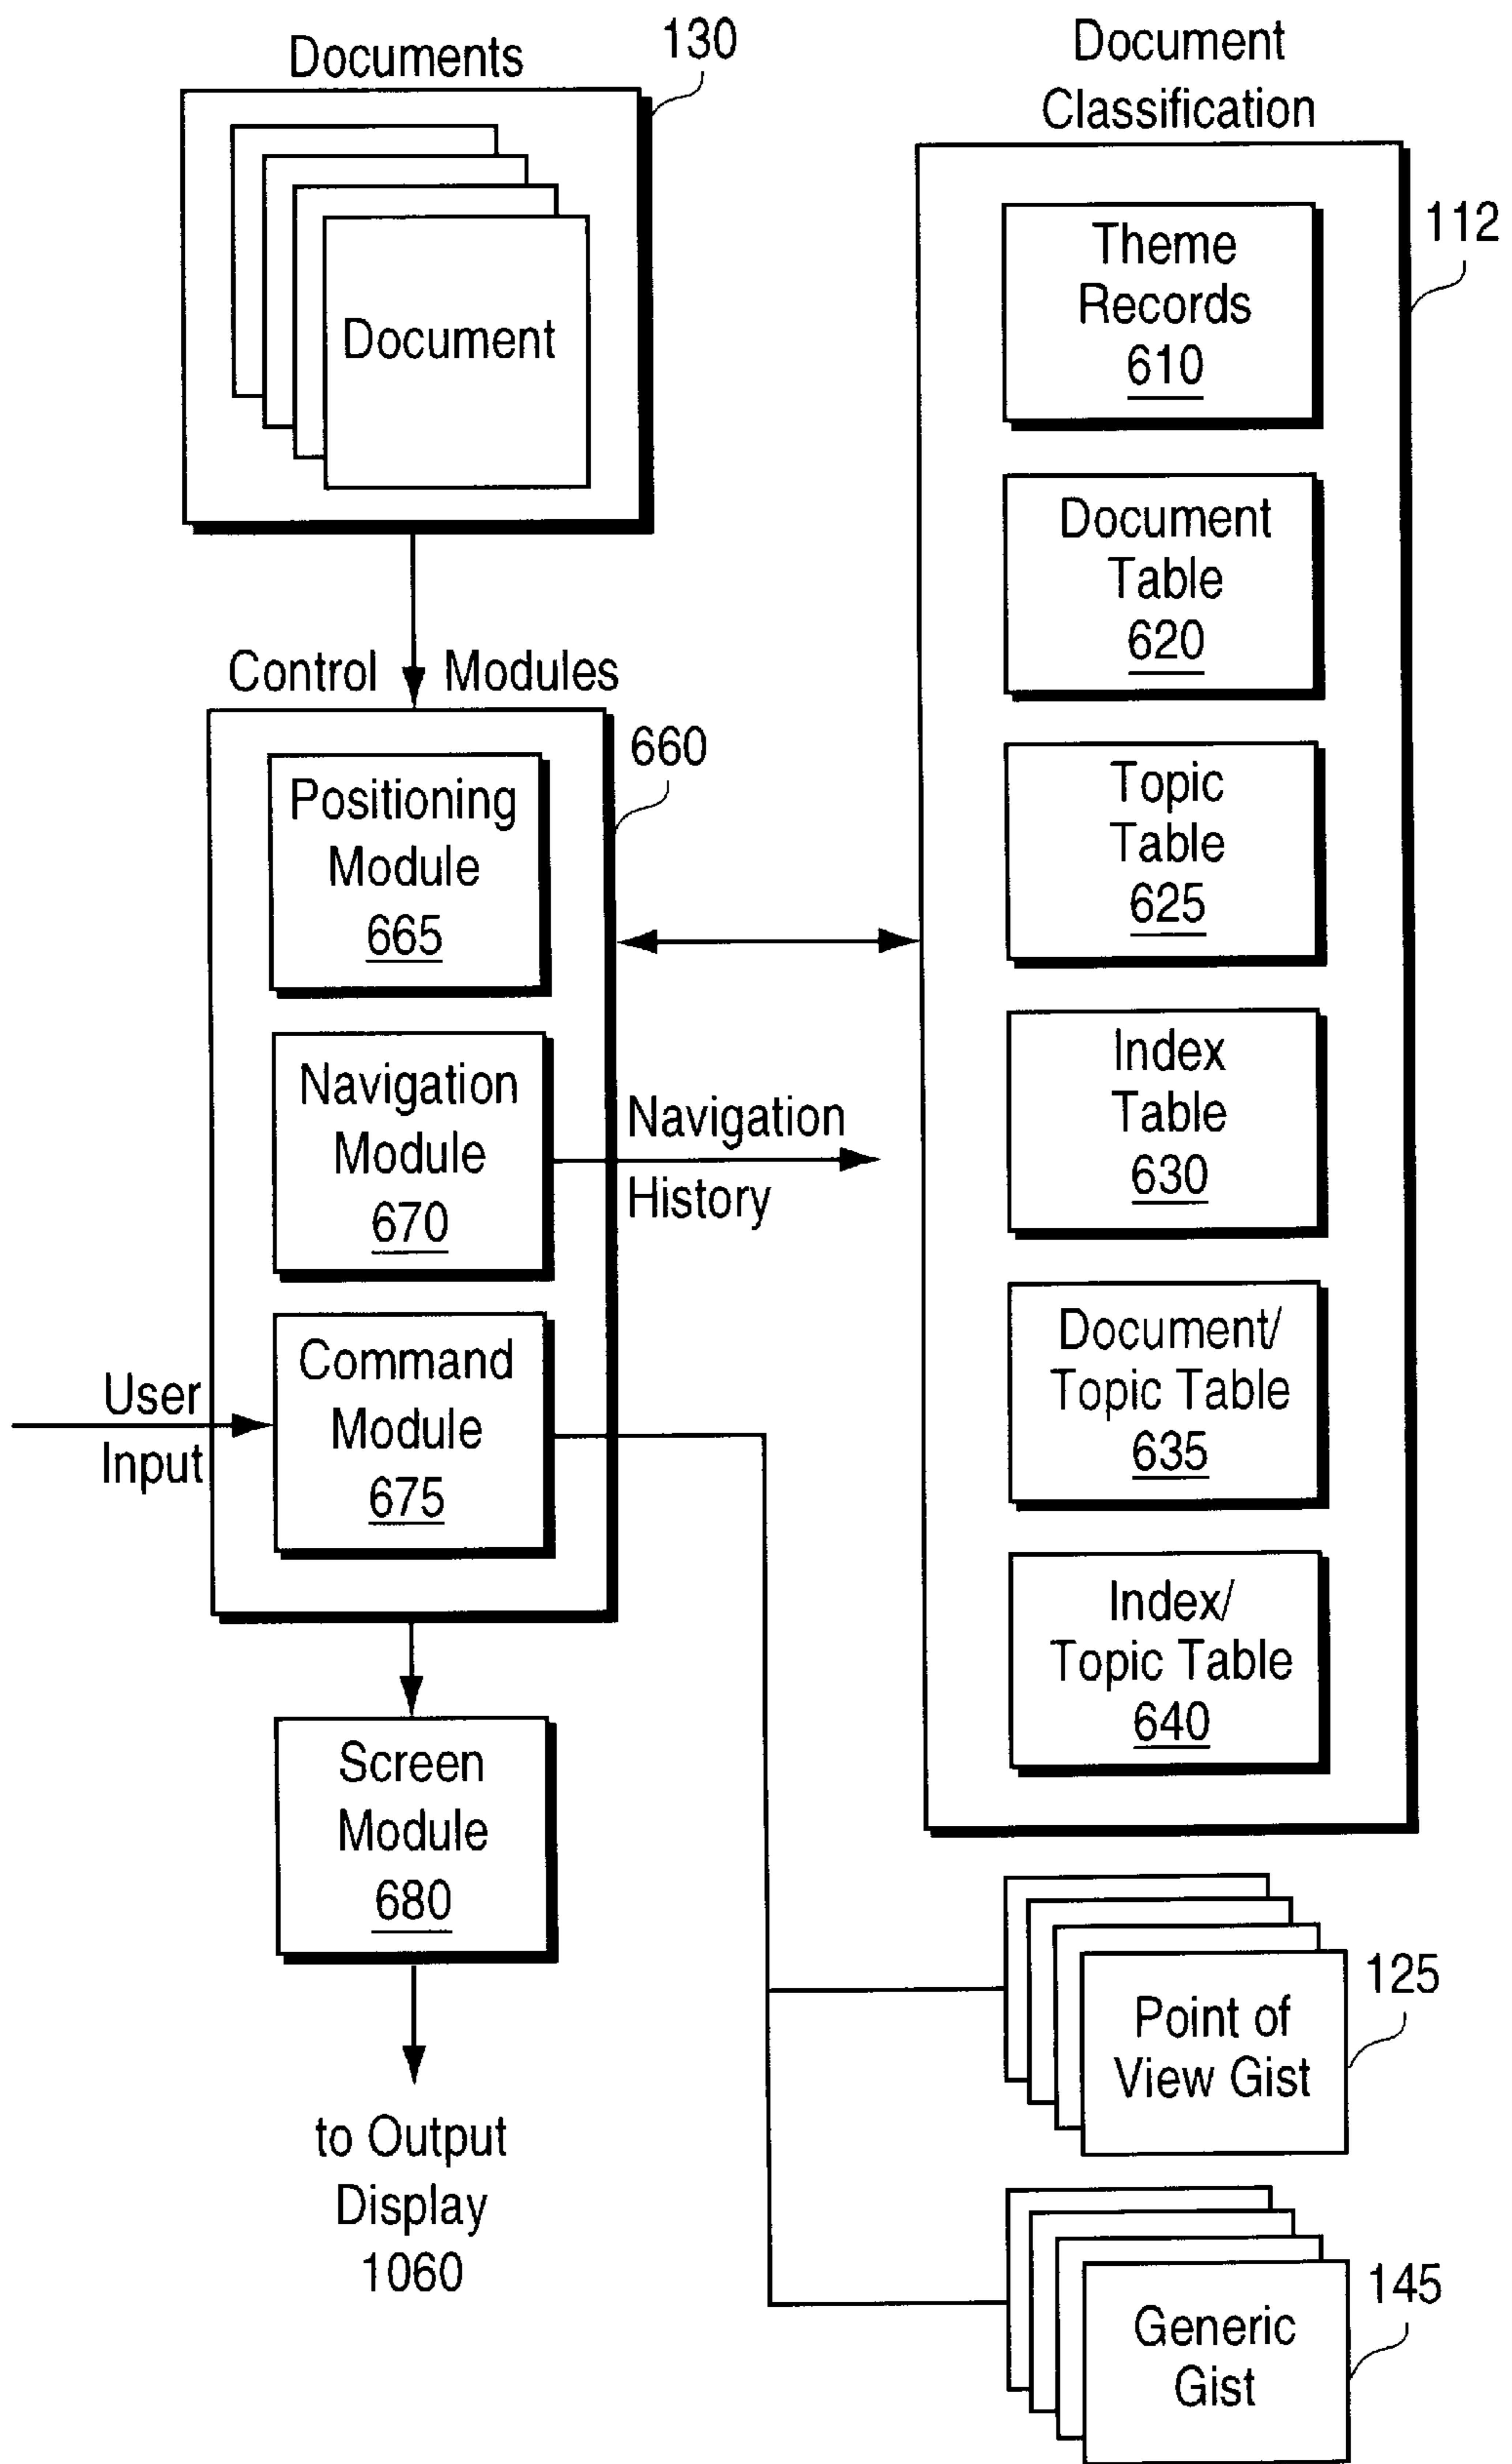 Documents
130
Document
Control Modules
660
Positioning
Module
665
Navigation
Module
670
Navigation
History
User
Input
Command
Module
675
Screen
Module
680
to Output
Display
1060
Document
Classification
112
Theme
Records
610
Document
Table
620
Topic
Table
625
Index
Table
630
Document/
Topic Table
635
Index/
Topic Table
640
125
Point of
View Gist
145
Generic
Gist